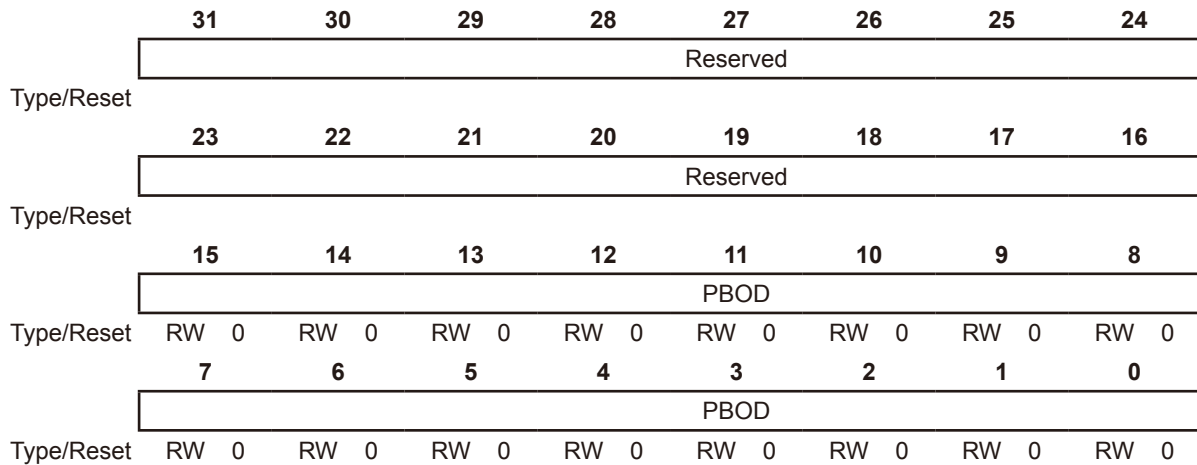 31 30 29 28 27 26 25 24
Reserved
Type/Reset
23 22 21 20 19 18 17 16
Reserved
Type/Reset
15 14 13 12 11 10 9 8
PBOD
Type/Reset RW 0 RW 0 RW 0 RW 0 RW 0 RW 0 RW 0 RW 0
7 6 5 4 3 2 1 0
PBOD
Type/Reset RW 0 RW 0 RW 0 RW 0 RW 0 RW 0 RW 0 RW 0